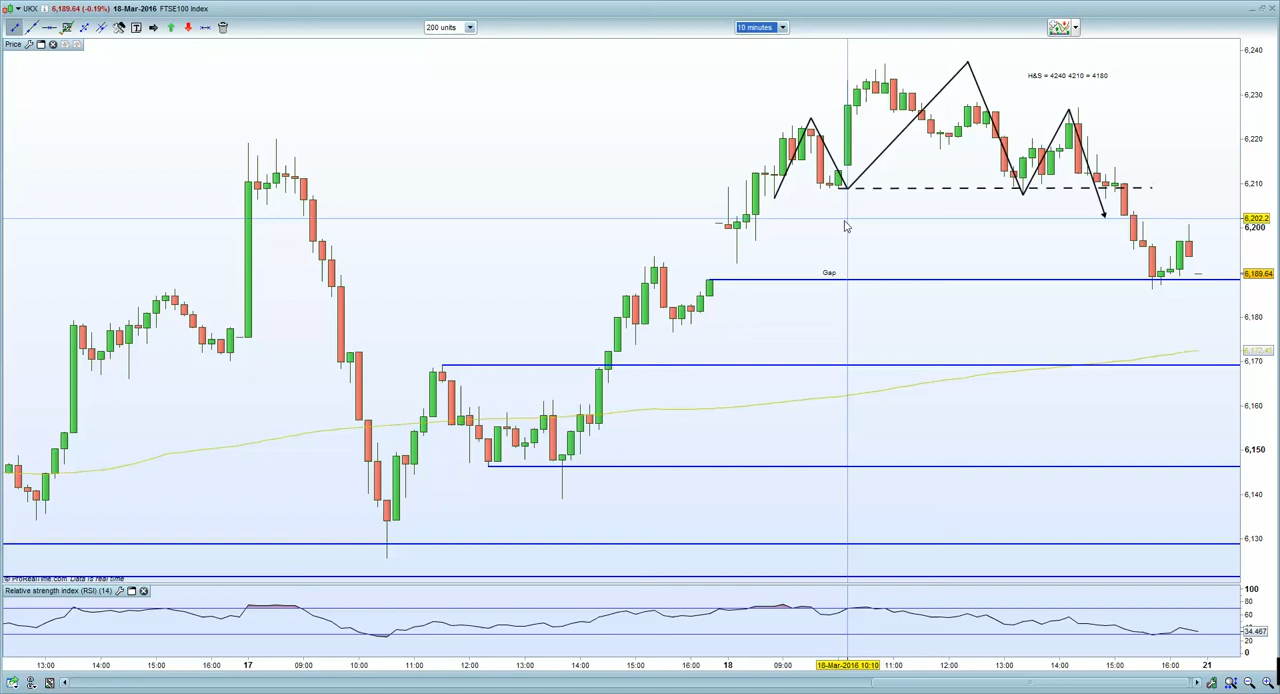 UKX 6,189.64 (-0.19%) 18-Mar-2016 FTSE100 Index
200 units
10 minutes
Price
H&S = 4240 4210 = 4180
Gap
6,240
6,230
6,220
6,210
6,202.2
6,200
6,189.64
6,180
6,172.45
6,170
6,160
6,150
6,140
6,130
© ProRealTime.com Data is real time
Relative strength index (RSI) (14)
100
80
60
40
34.467
20
0
13:00 14:00 15:00 16:00 17 09:00 10:00 11:00 12:00 13:00 14:00 15:00 16:00 18 09:00 18-Mar-2016 10:10 11:00 12:00 13:00 14:00 15:00 16:00 21